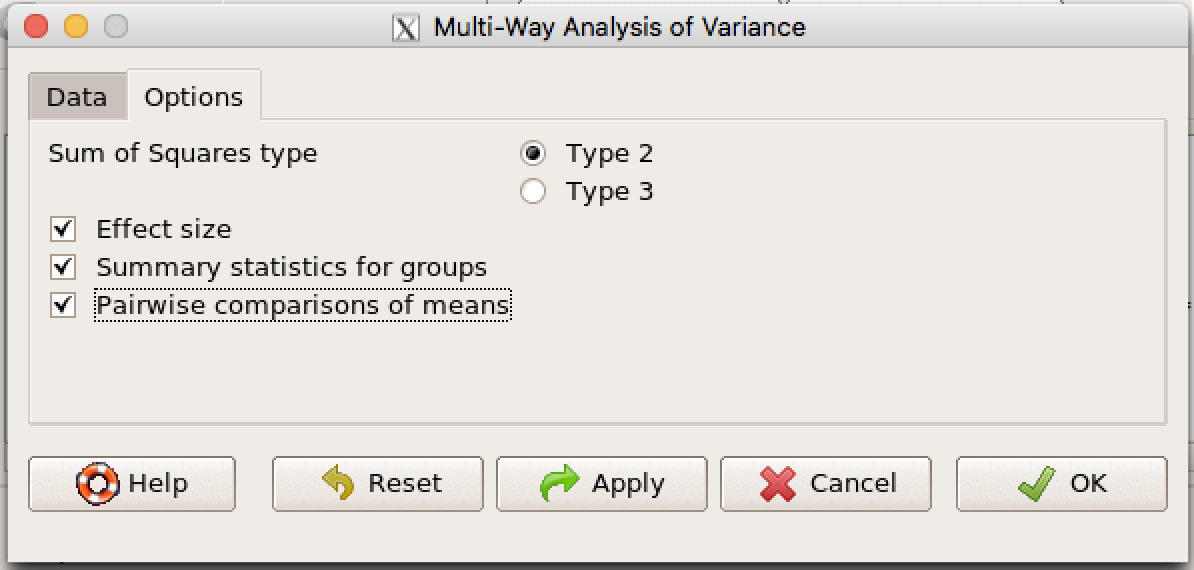 Multi-Way Analysis of Variance
Data Options
Sum of Squares type Type 2
Type 3
Effect size
Summary statistics for groups
Pairwise comparisons of means
Help Reset Apply Cancel OK